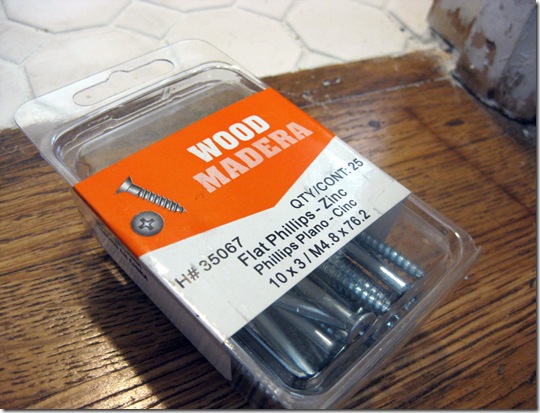 WOOD
MADERA
H# 35067
QTY/CONT: 25
Flat Phillips - Zinc
Phillips Plano - Cinc
10 x 3 / M4.8 x 76.2